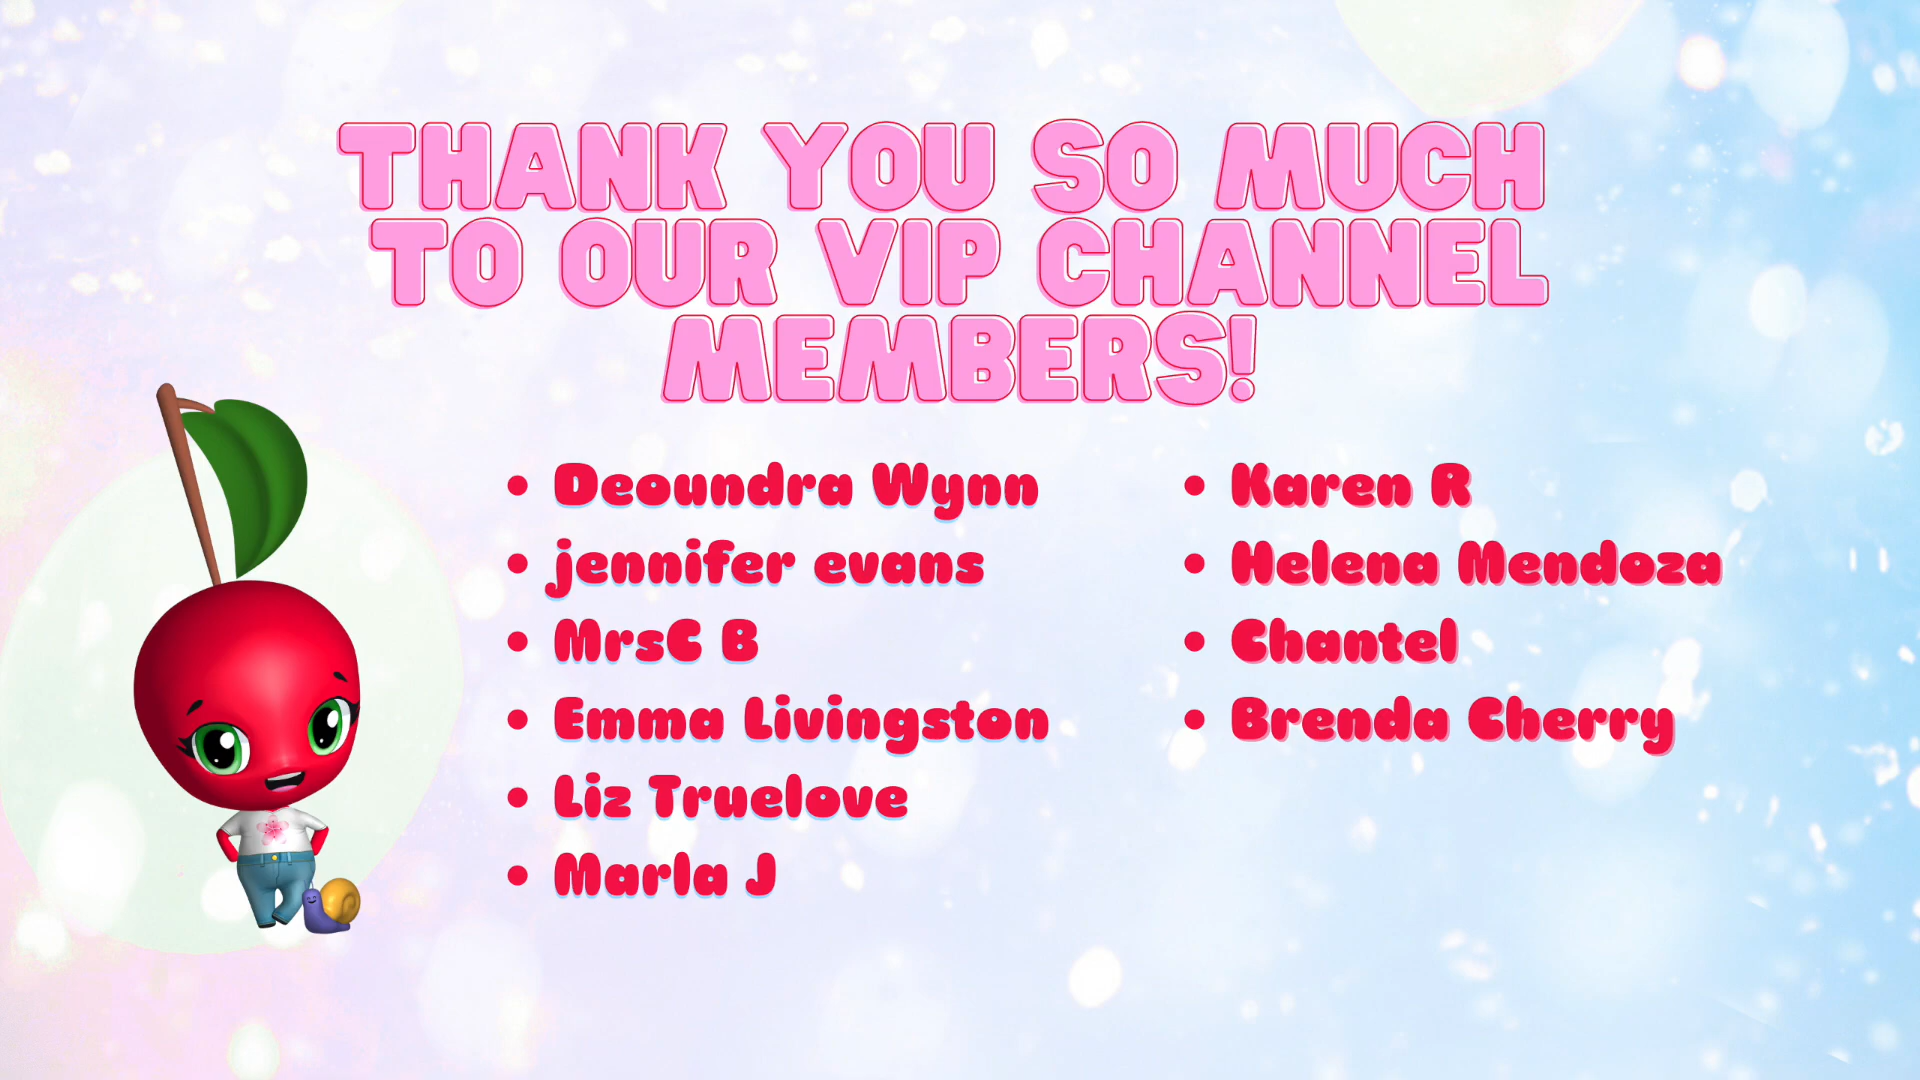 THANK YOU SO MUCH
TO OUR VIP CHANNEL
MEMBERS!
• Deoundra Wynn
• jennifer evans
• MrsC B
• Emma Livingston
• Liz Truelove
• Marla J
• Karen R
• Helena Mendoza
• Chantel
• Brenda Cherry